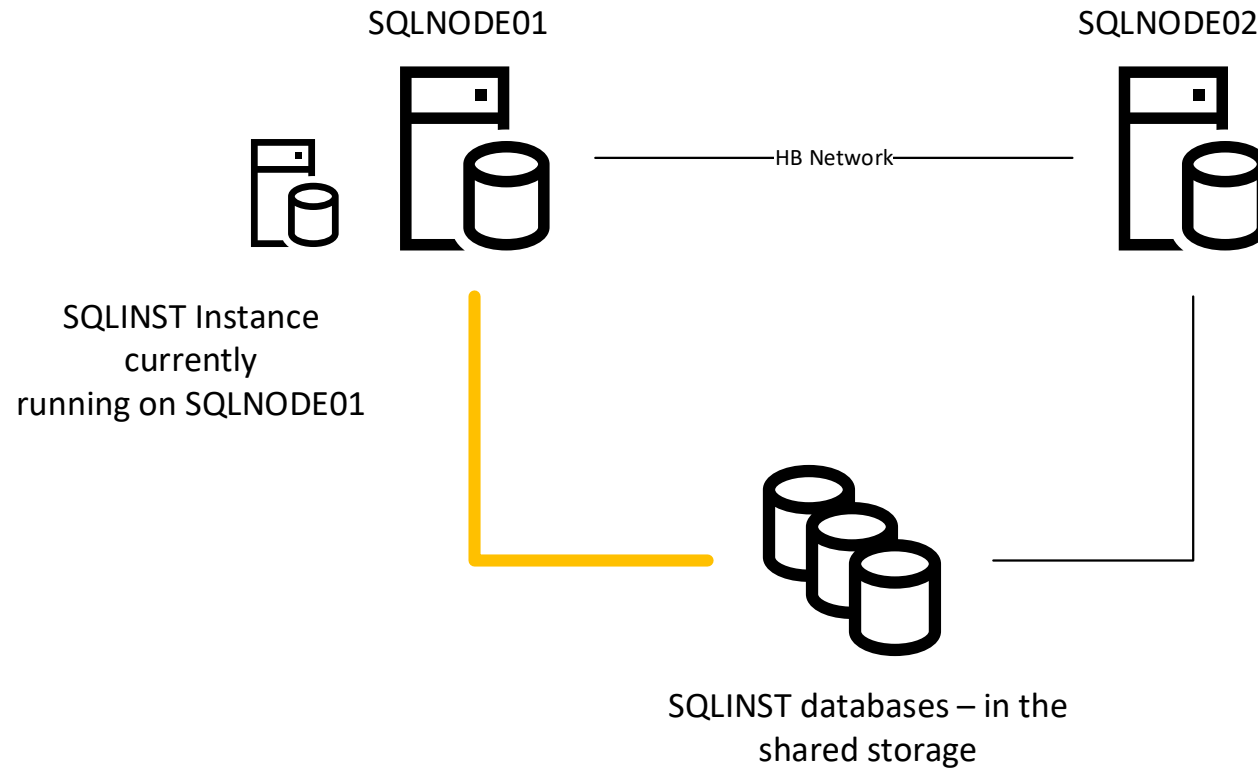 SQLNODE01
SQLNODE02
HB Network
SQLINST Instance
currently
running on SQLNODE01
SQLINST databases – in the
shared storage